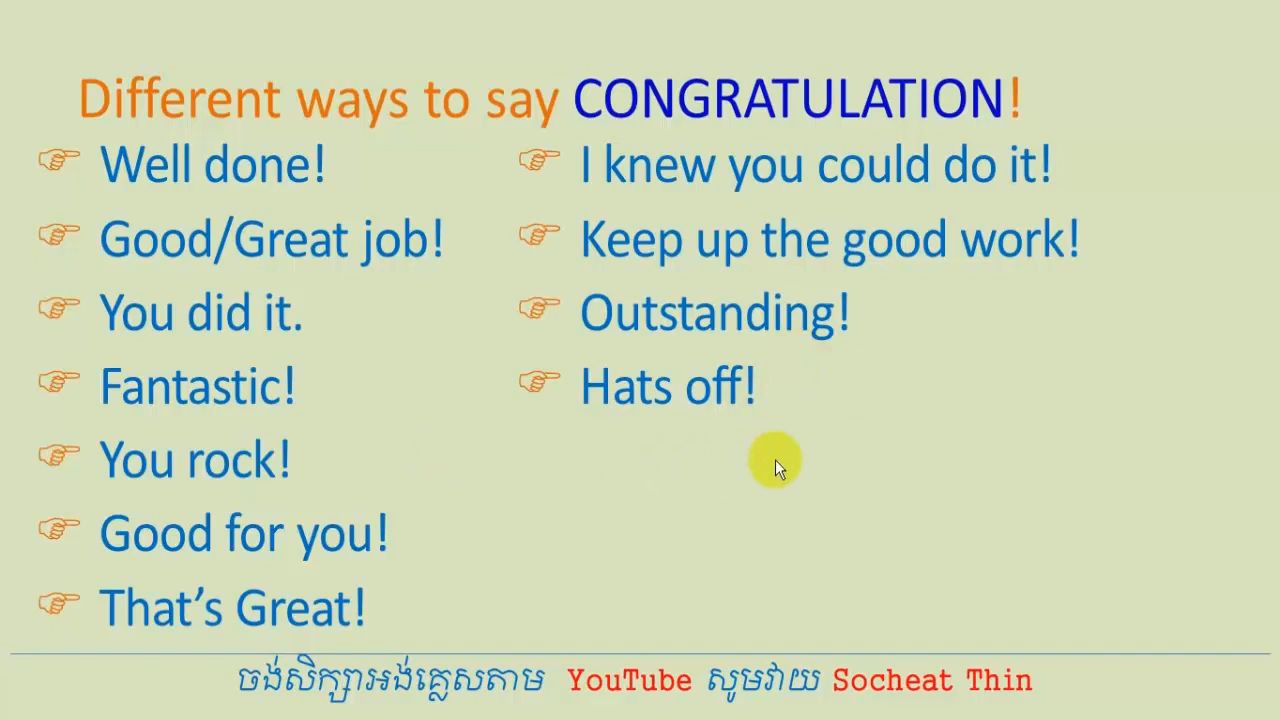 Different ways to say CONGRATULATION!
Well done!
Good/Great job!
You did it.
Fantastic!
You rock!
Good for you!
That’s Great!
I knew you could do it!
Keep up the good work!
Outstanding!
Hats off!
ចង់សិក្សាអង់គ្លេសតាម YouTube សូមវាយ Socheat Thin